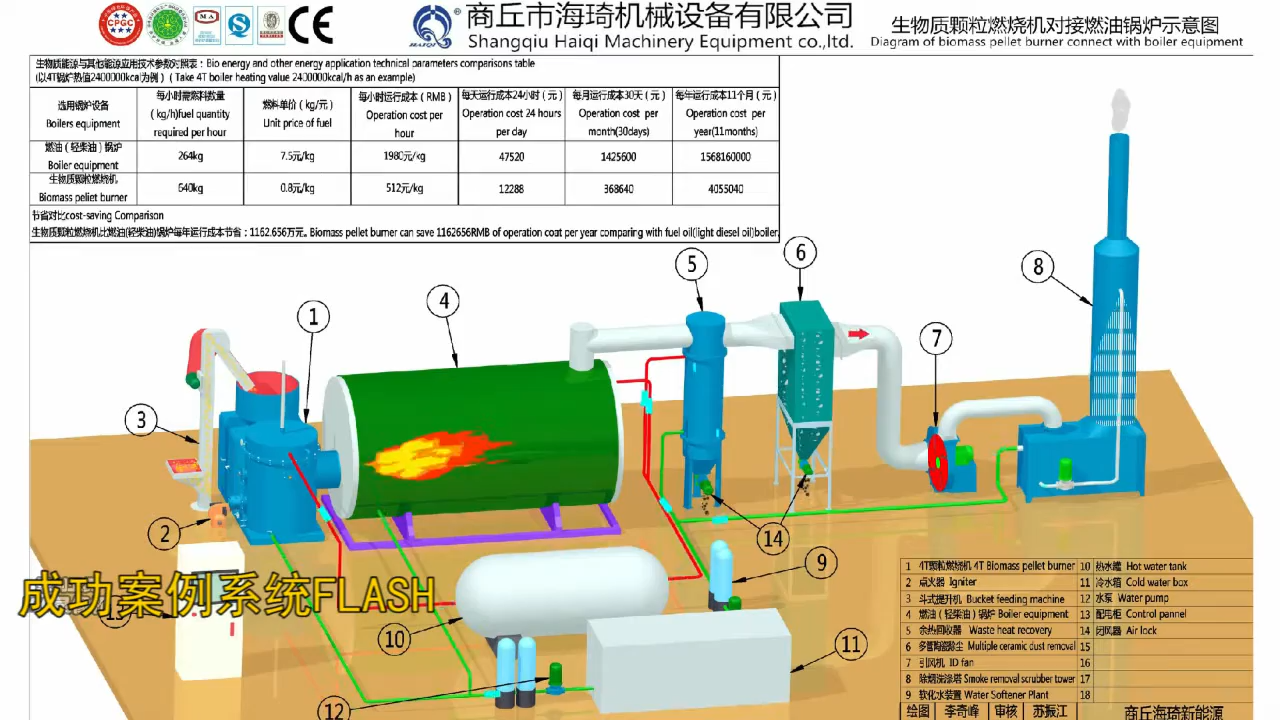 CPGC
MA
QS
CE
HAIQI
商丘市海琦机械设备有限公司
Shangqiu Haiqi Machinery Equipment co.,ltd.
生物质颗粒燃烧机对接燃油锅炉示意图
Diagram of biomass pellet burner connect with boiler equipment
生物质能源与其他能源应用技术参数对照表：Bio energy and other energy application technical parameters comparisons table
(以4T锅炉热值2400000kcal为例）( Take 4T boiler heating value 2400000kcal/h as an example)
选用锅炉设备
Boilers equipment
每小时需燃料数量
( kg/h)fuel quantity
required per hour
燃料单价（kg/元）
Unit price of fuel
每小时运行成本（RMB）
Operation cost per
hour
每天运行成本24小时（元）
Operation cost 24 hours
per day
每月运行成本30天（元）
Operation cost per
month(30days)
每年运行成本11个月（元）
Operation cost per
year(11months)
燃油（轻柴油）锅炉
Boiler equipment
264kg
7.5元/kg
1980元/kg
47520
1425600
1568160000
生物质颗粒燃烧机
Biomass pellet burner
640kg
0.8元/kg
512元/kg
12288
368640
4055040
节省对比cost-saving Comparison
生物质颗粒燃烧机比燃油(轻柴油)锅炉每年运行成本节省：1162.656万元。Biomass pellet burner can save 1162656RMB of operation coat per year comparing with fuel oil(light diesel oil)boiler.
1
2
3
4
5
6
7
8
9
10
11
12
13
14
成功案例系统FLASH
1 4T颗粒燃烧机 4T Biomass pellet burner
2 点火器 Igniter
3 斗式提升机 Bucket feeding machine
4 燃油（轻柴油）锅炉 Boiler equipment
5 余热回收器 Waste heat recovery
6 多管陶瓷除尘 Multiple ceramic dust removal
7 引风机 ID fan
8 除烟洗涤塔 Smoke removal scrubber tower
9 软化水装置 Water Softener Plant
10 热水罐 Hot water tank
11 冷水箱 Cold water box
12 水泵 Water pump
13 配电柜 Control pannel
14 闭风器 Air lock
15
16
17
18
绘图 李奇峰 审核 苏振江 商丘海琦新能源